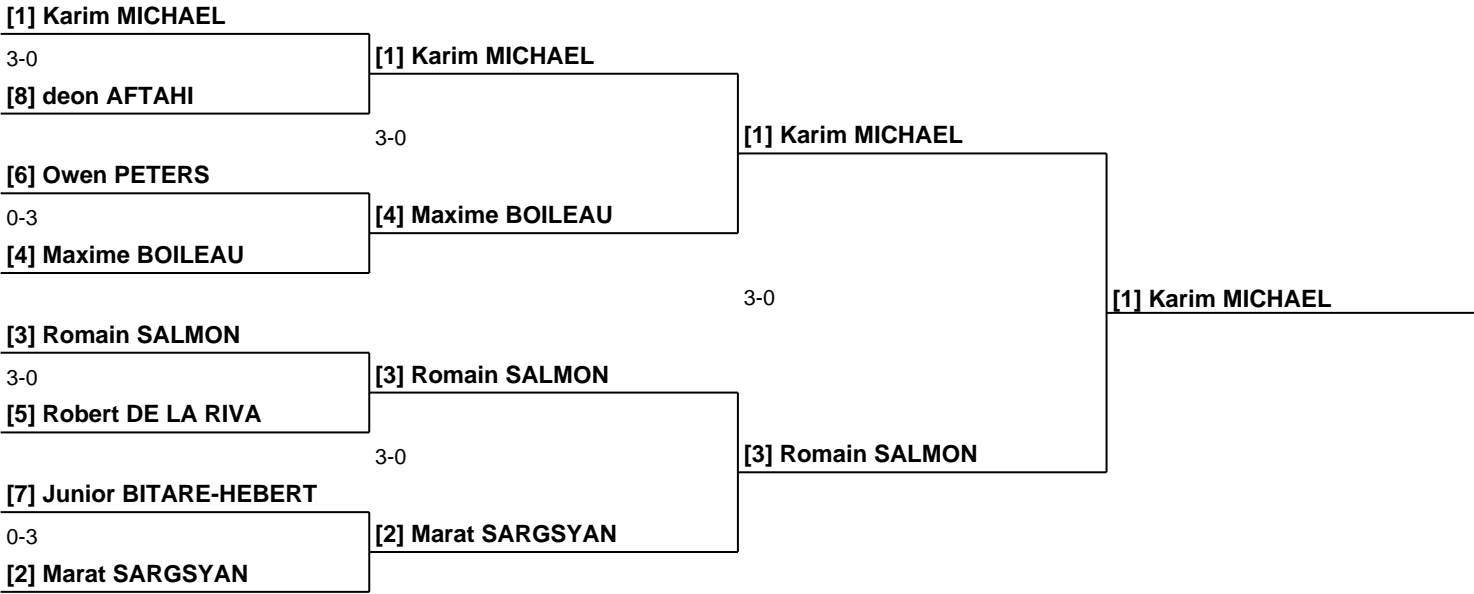 [1] Karim MICHAEL
3-0
[8] deon AFTAHI
[6] Owen PETERS
0-3
[4] Maxime BOILEAU
[3] Romain SALMON
3-0
[5] Robert DE LA RIVA
[7] Junior BITARE-HEBERT
0-3
[2] Marat SARGSYAN
[1] Karim MICHAEL
3-0
[4] Maxime BOILEAU
[3] Romain SALMON
3-0
[2] Marat SARGSYAN
[1] Karim MICHAEL
3-0
[3] Romain SALMON
[1] Karim MICHAEL